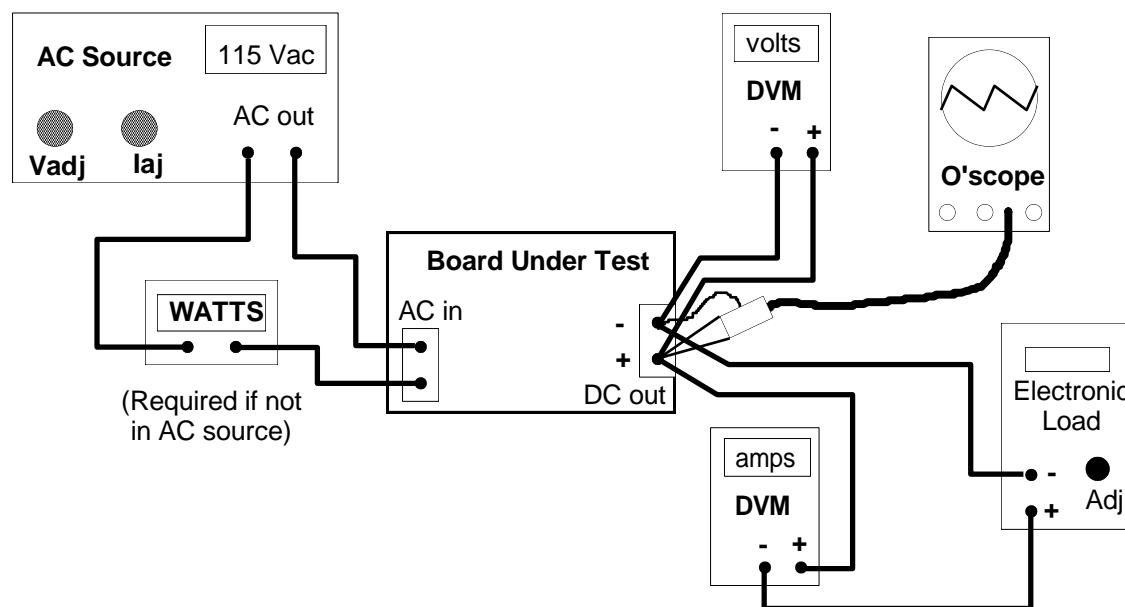 AC Source
115 Vac
AC out
Vadj
Iaj
WATTS
(Required if not
in AC source)
Board Under Test
AC in
-
+
DC out
volts
DVM
- +
O'scope
amps
DVM
- +
Electronic
Load
-
+
Adj